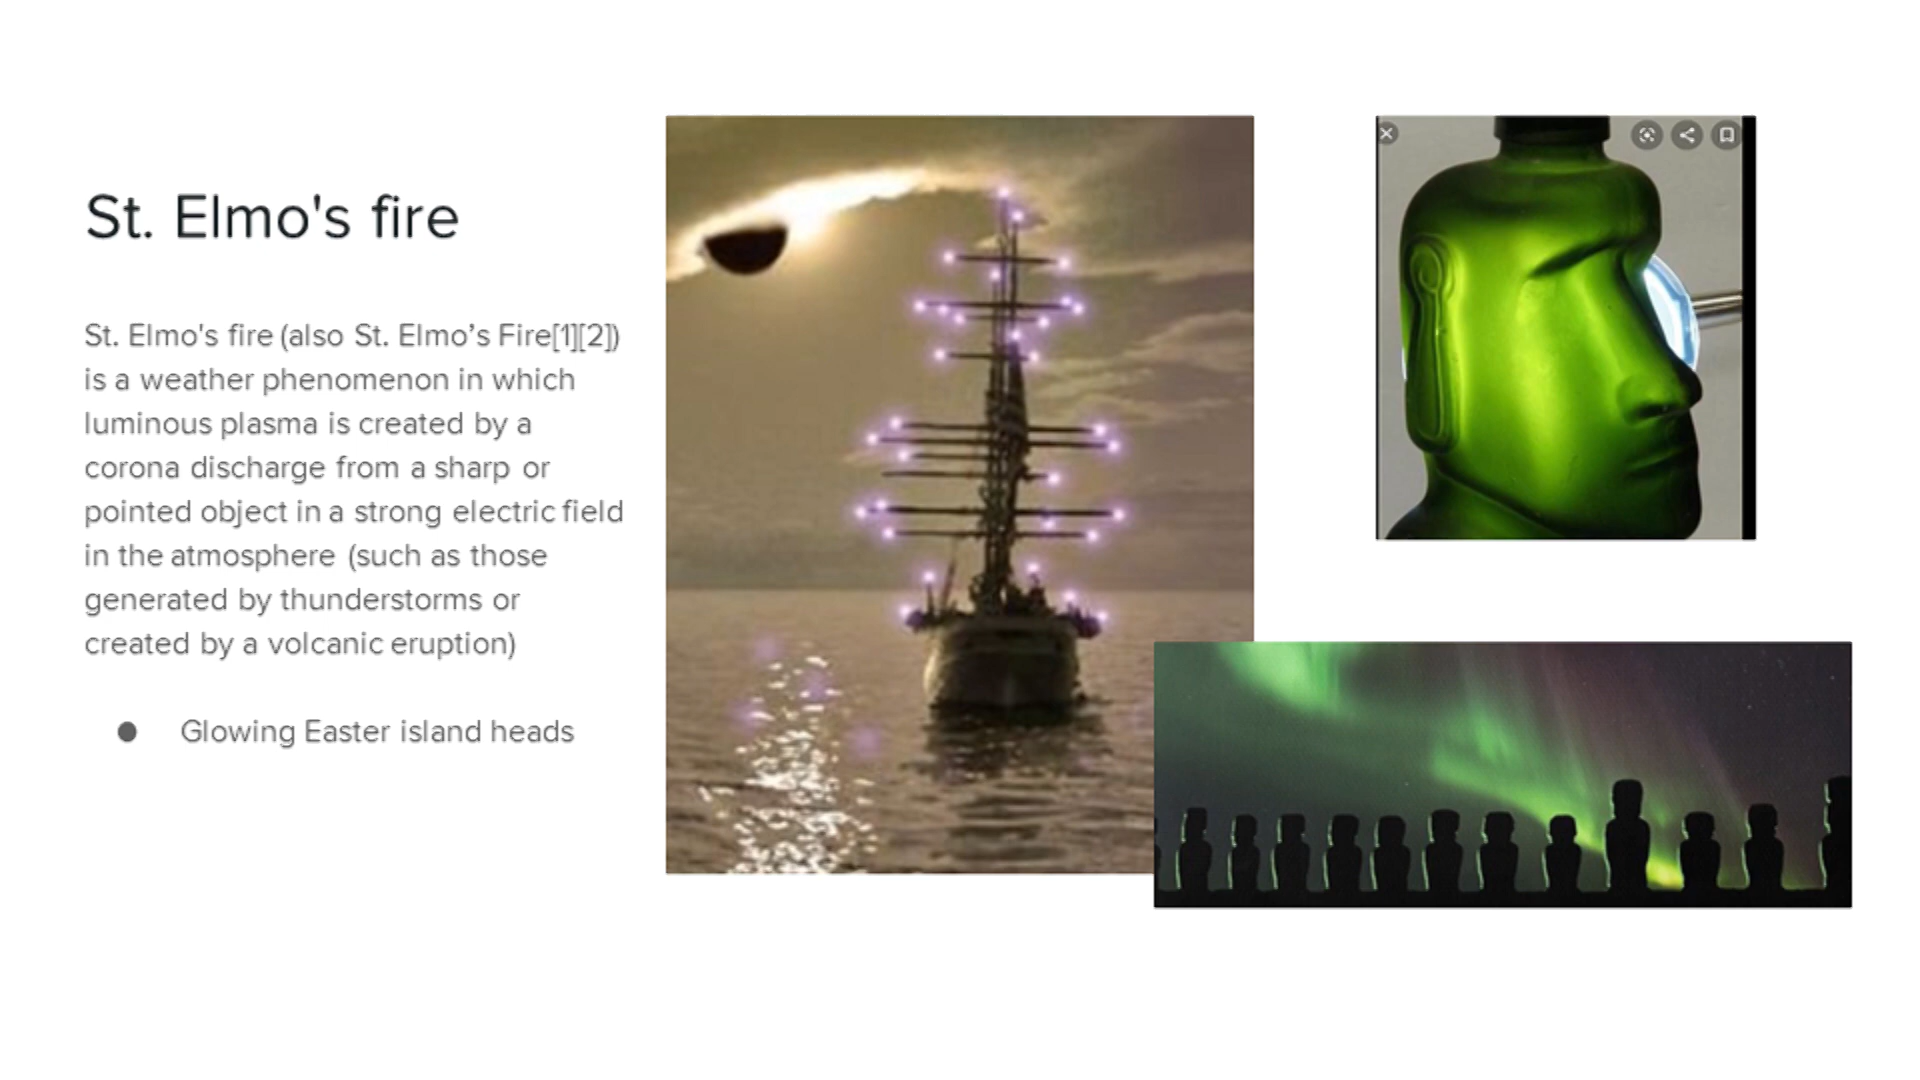 St. Elmo's fire
St. Elmo's fire (also St. Elmo’s Fire[1][2])
is a weather phenomenon in which
luminous plasma is created by a
corona discharge from a sharp or
pointed object in a strong electric field
in the atmosphere (such as those
generated by thunderstorms or
created by a volcanic eruption)
● Glowing Easter island heads